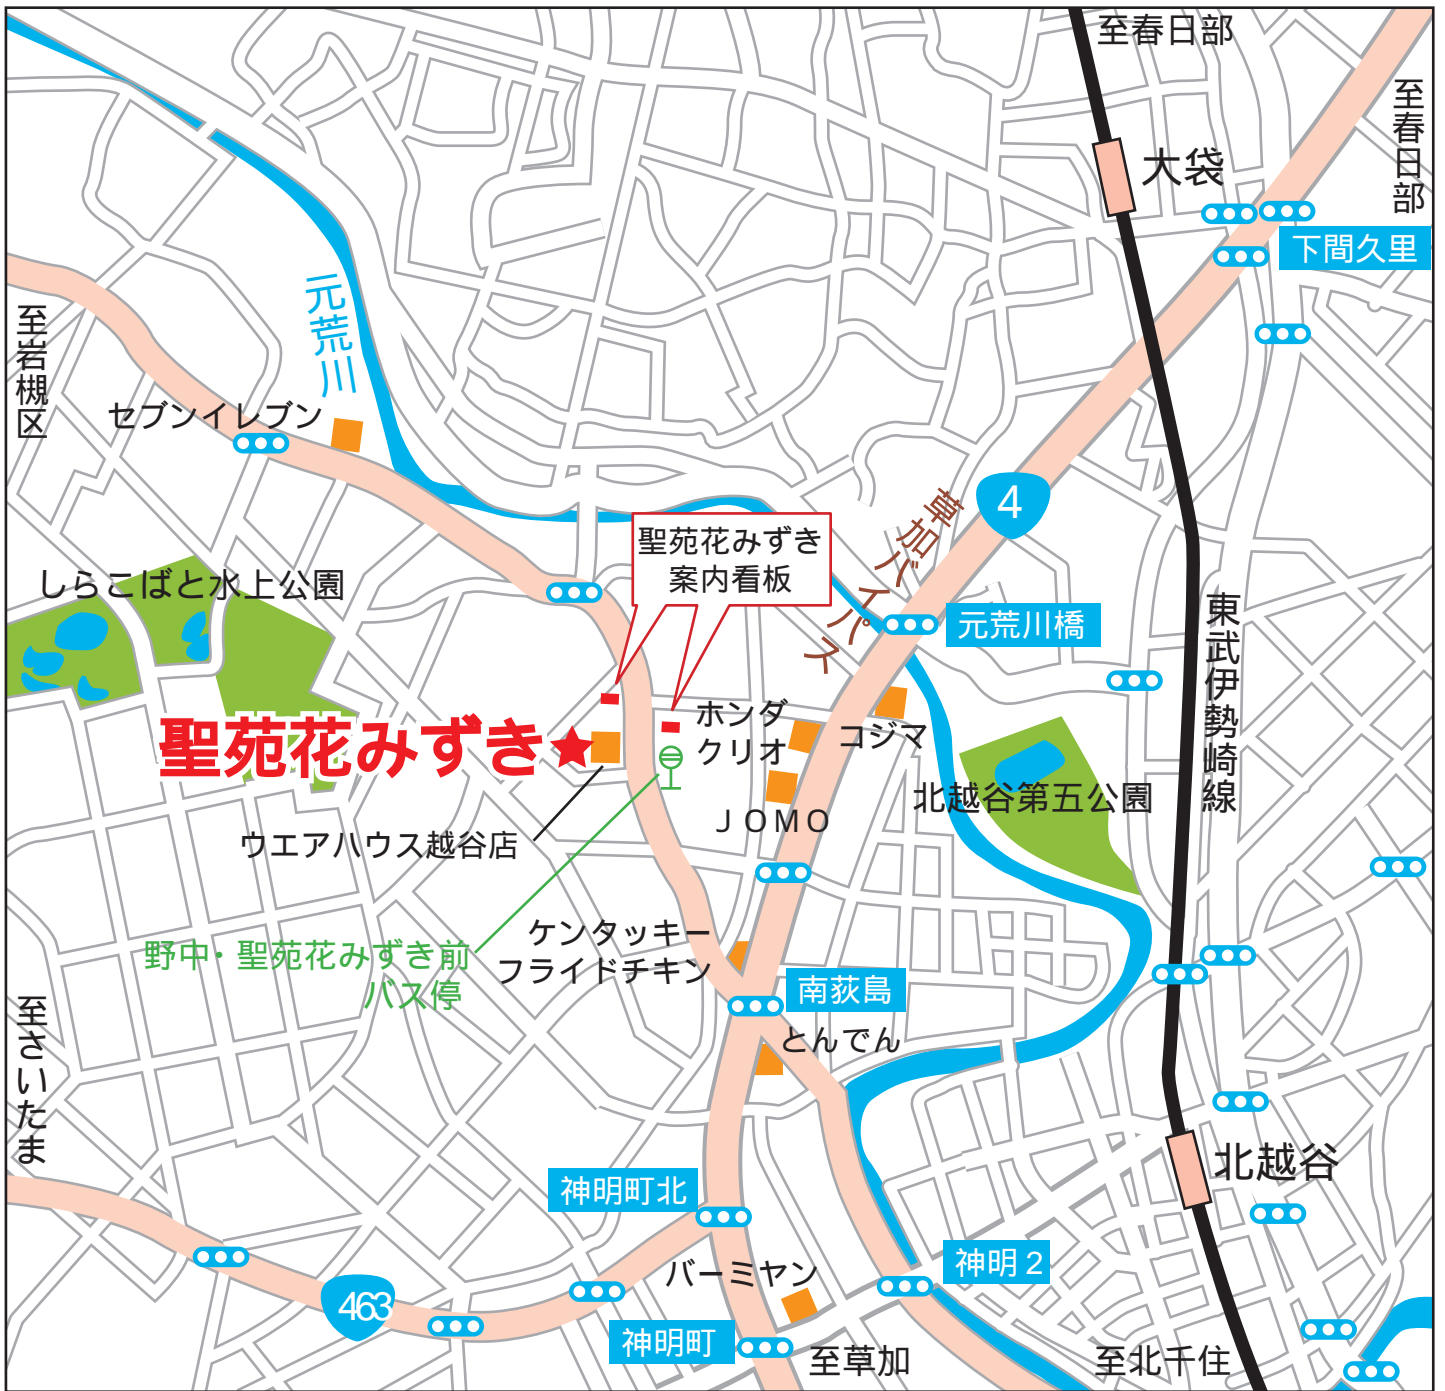 至春日部
至春日部
大袋
下間久里
元荒川
至岩槻区
セブンイレブン
4
草加バイパス
聖苑花みずき
案内看板
しらこばと水上公園
元荒川橋
東武伊勢崎線
ホンダ
クリオ
コジマ
聖苑花みずき
北越谷第五公園
JOMO
ウエアハウス越谷店
ケンタッキー
フライドチキン
野中・聖苑花みずき前
バス停
南荻島
とんでん
至さいたま
北越谷
神明町北
神明2
バーミヤン
463
神明町
至草加
至北千住